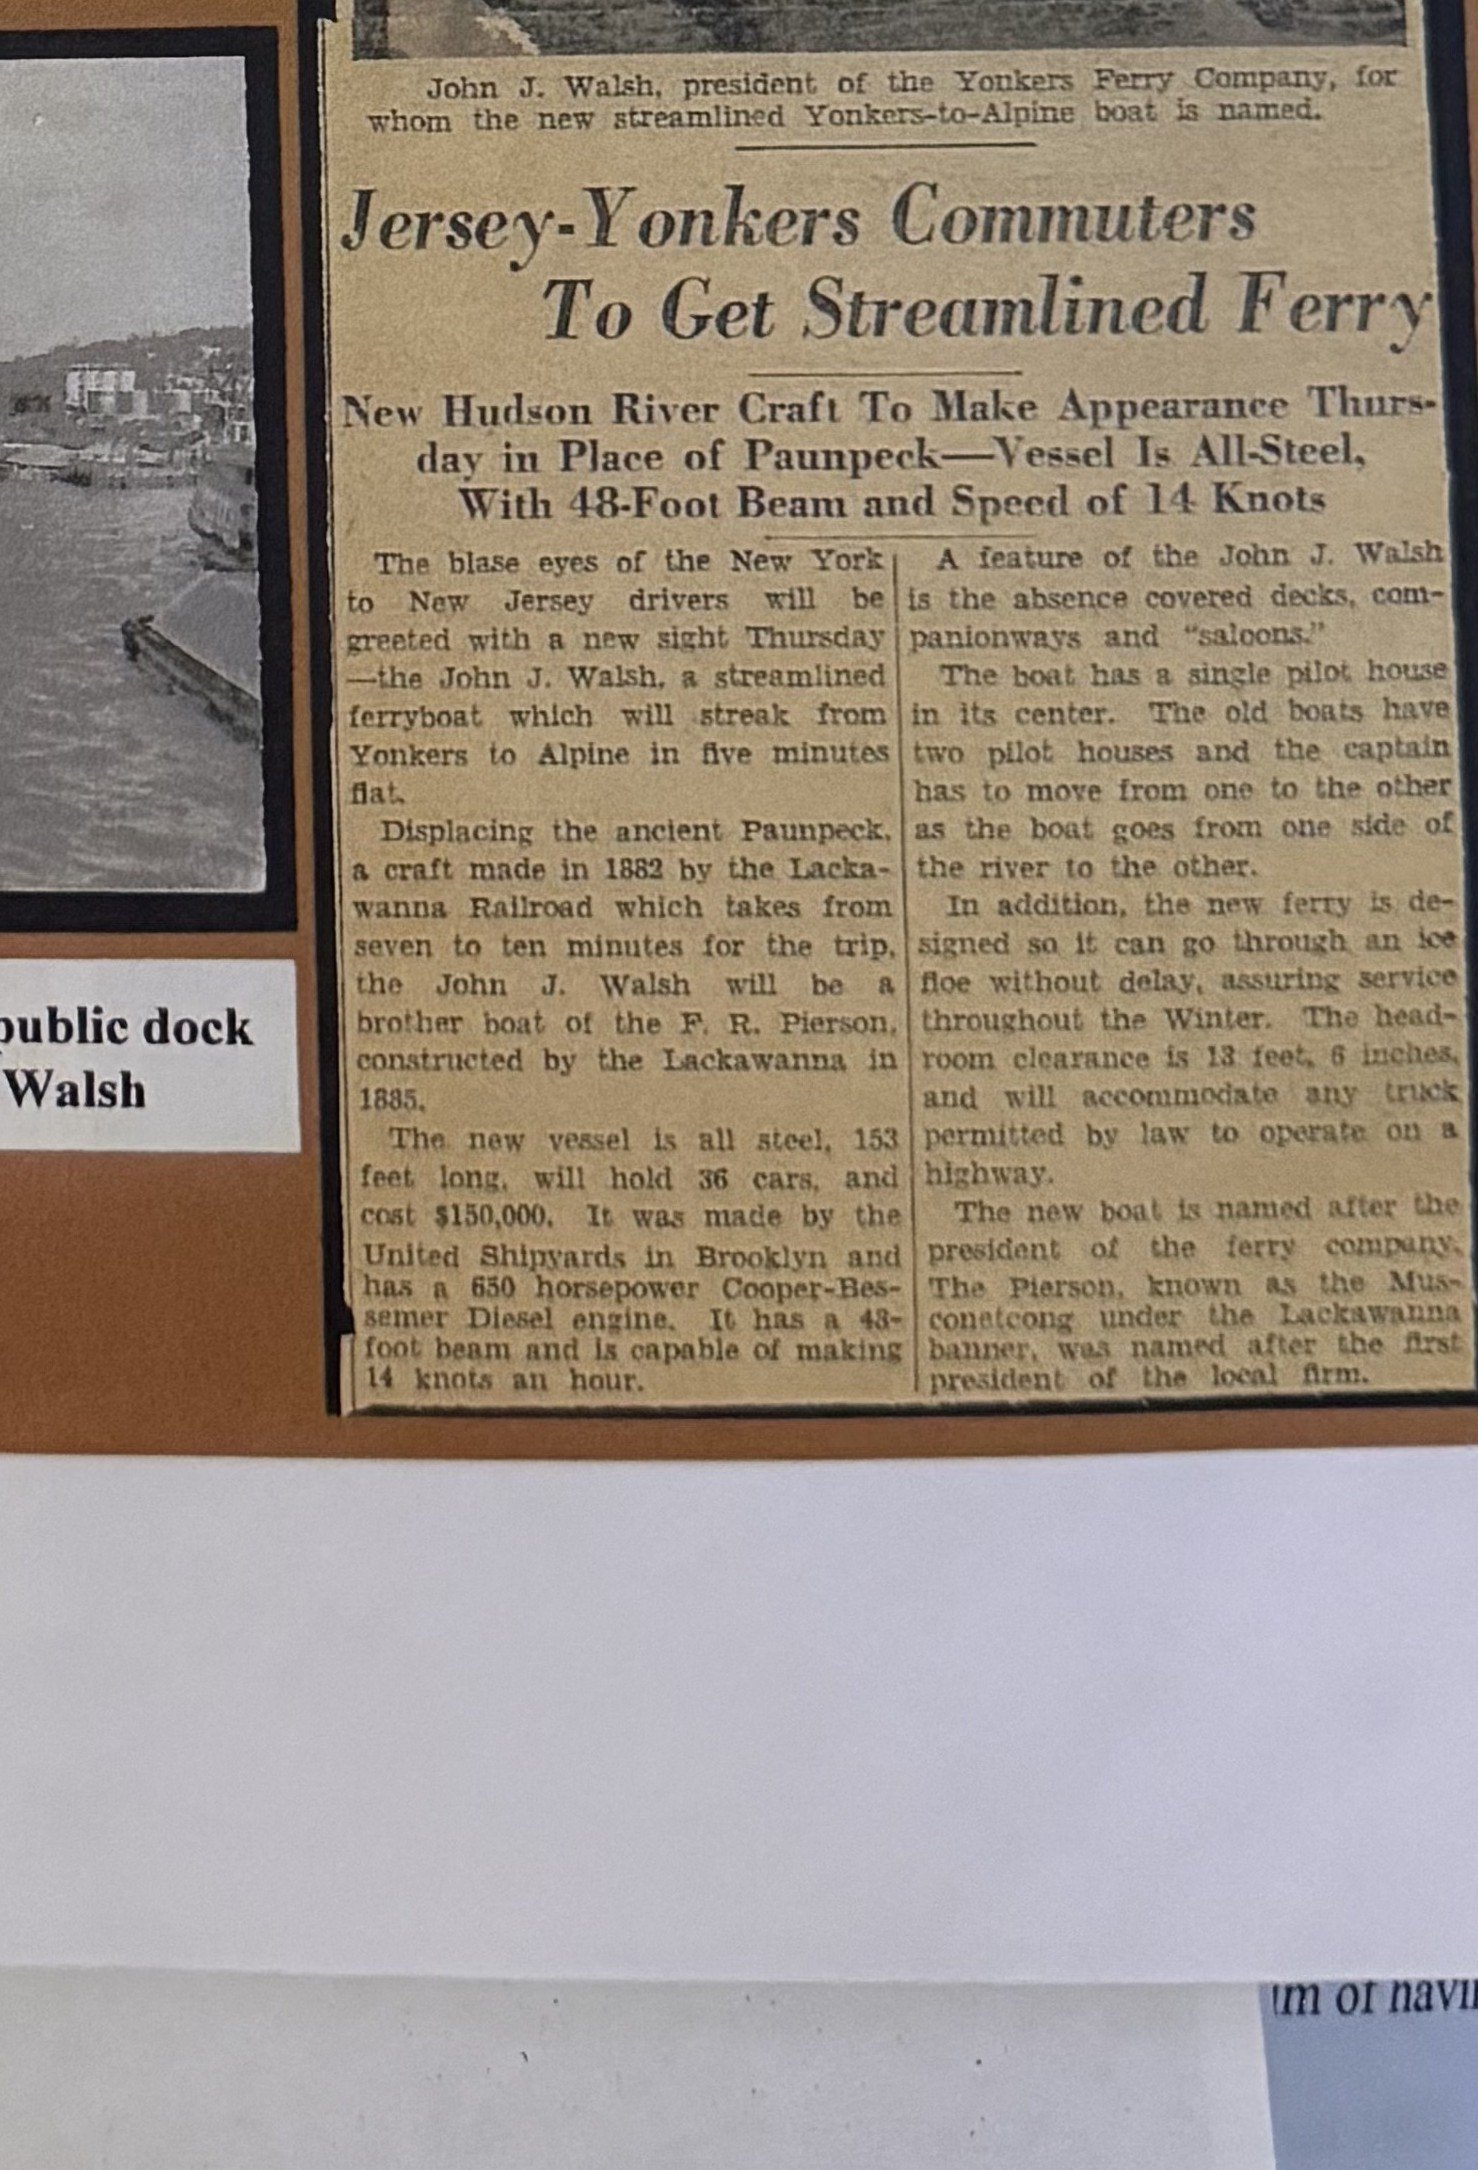 John J. Walsh, president of the Yonkers Ferry Company, for
whom the new streamlined Yonkers-to-Alpine boat is named.
Jersey-Yonkers Commuters
To Get Streamlined Ferry
New Hudson River Craft To Make Appearance Thurs-
day in Place of Paunpeck—Vessel Is All-Steel,
With 48-Foot Beam and Speed of 14 Knots
The blase eyes of the New York
to New Jersey drivers will be
greeted with a new sight Thursday
—the John J. Walsh, a streamlined
ferryboat which will streak from
Yonkers to Alpine in five minutes
flat.
Displacing the ancient Paunpeck,
a craft made in 1882 by the Lacka-
wanna Railroad which takes from
seven to ten minutes for the trip,
the John J. Walsh will be a
brother boat of the F. R. Pierson,
constructed by the Lackawanna in
1885.
The new vessel is all steel, 153
feet long, will hold 36 cars, and
cost $150,000. It was made by the
United Shipyards in Brooklyn and
has a 650 horsepower Cooper-Bes-
semer Diesel engine. It has a 48-
foot beam and is capable of making
14 knots an hour.
A feature of the John J. Walsh
is the absence covered decks, com-
panionways and “saloons.”
The boat has a single pilot house
in its center. The old boats have
two pilot houses and the captain
has to move from one to the other
as the boat goes from one side of
the river to the other.
In addition, the new ferry is de-
signed so it can go through an ice
floe without delay, assuring service
throughout the Winter. The head-
room clearance is 13 feet, 6 inches,
and will accommodate any truck
permitted by law to operate on a
highway.
The new boat is named after the
president of the ferry company.
The Pierson, known as the Mus-
conetcong under the Lackawanna
banner, was named after the first
president of the local firm.
public dock
Walsh
of